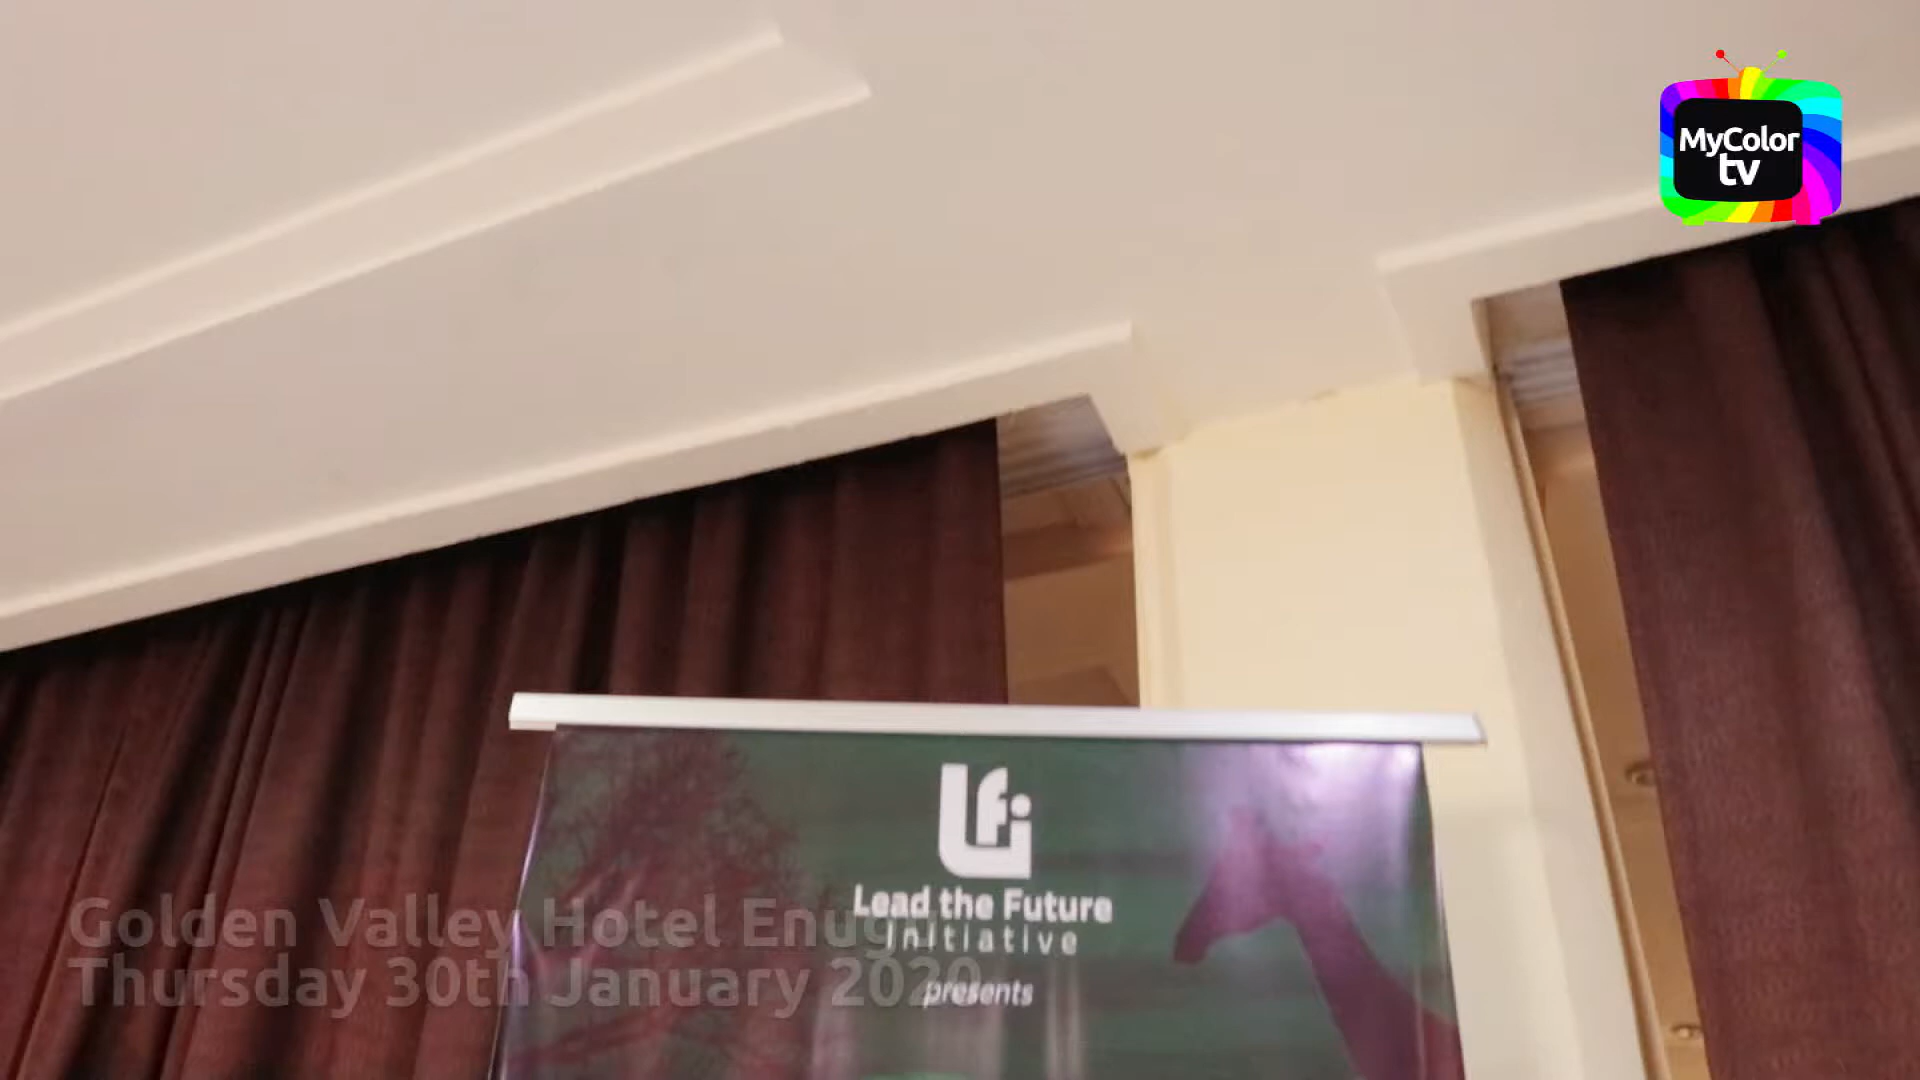 MyColor
tv
Lfi
Lead the Future
Initiative
presents
Golden Valley Hotel Enugu
Thursday 30th January 2020